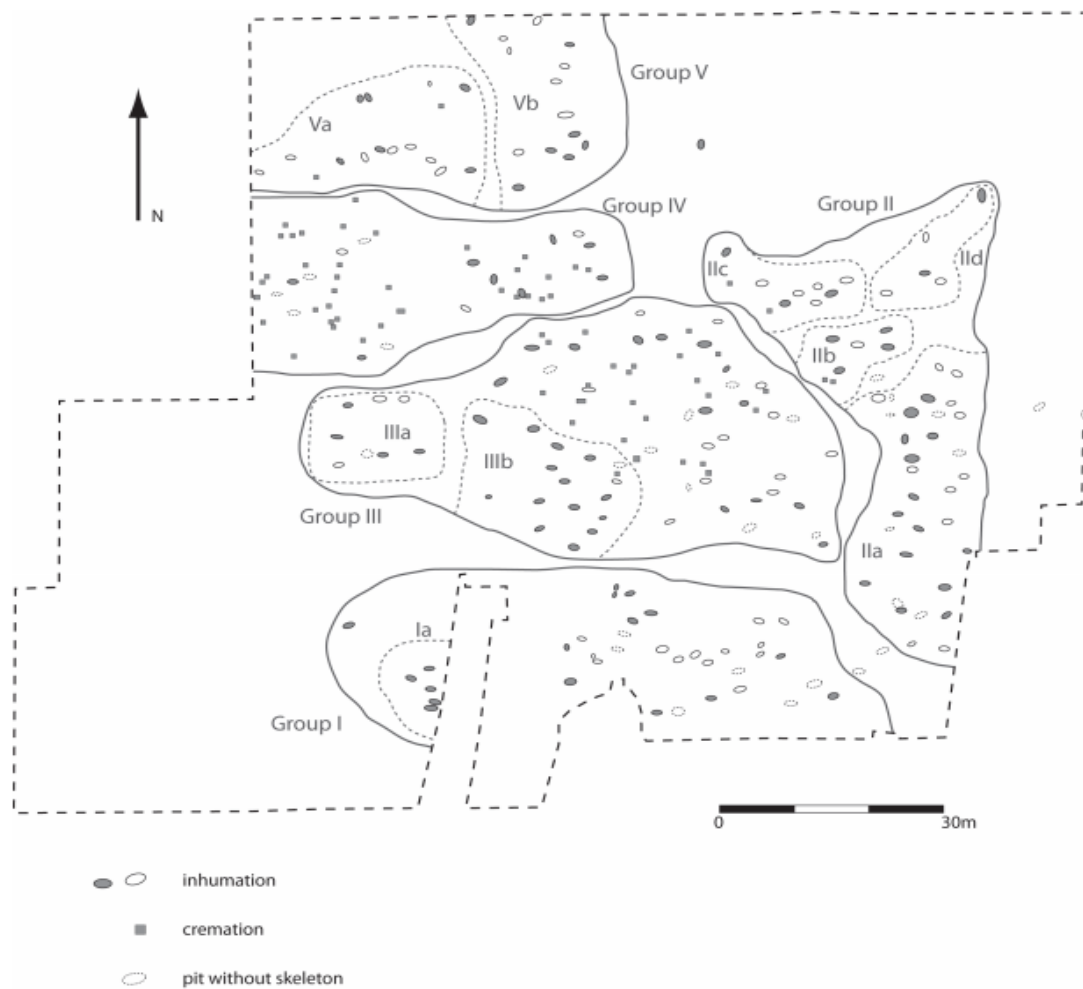 Group V
Vb
Va
N
Group IV
Group II
IIc
IId
IIb
IIIa
IIIb
Group III
IIa
Ia
Group I
0
30m
inhumation
cremation
pit without skeleton